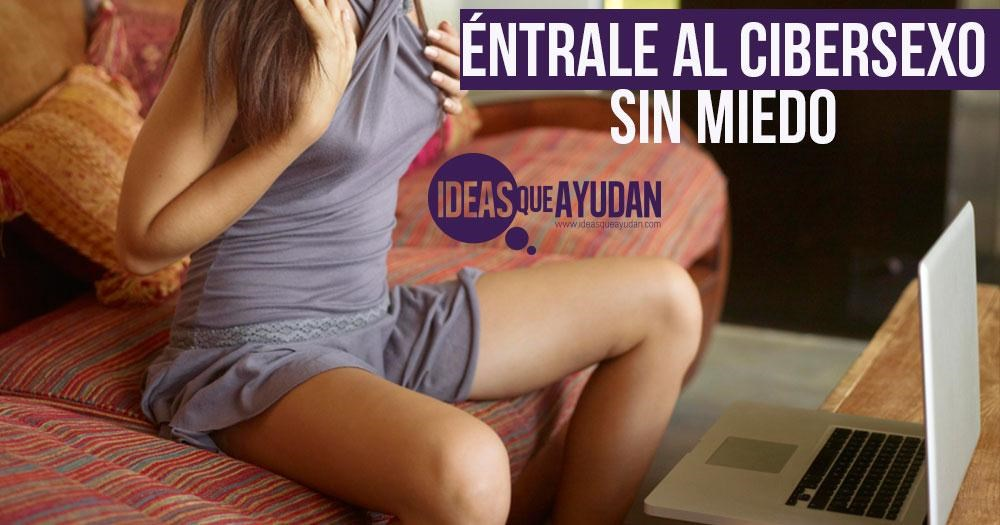 ÉNTRALE AL CIBERSEXO
SIN MIEDO
IDEAS QUE AYUDAN
www.ideasqueayudan.com